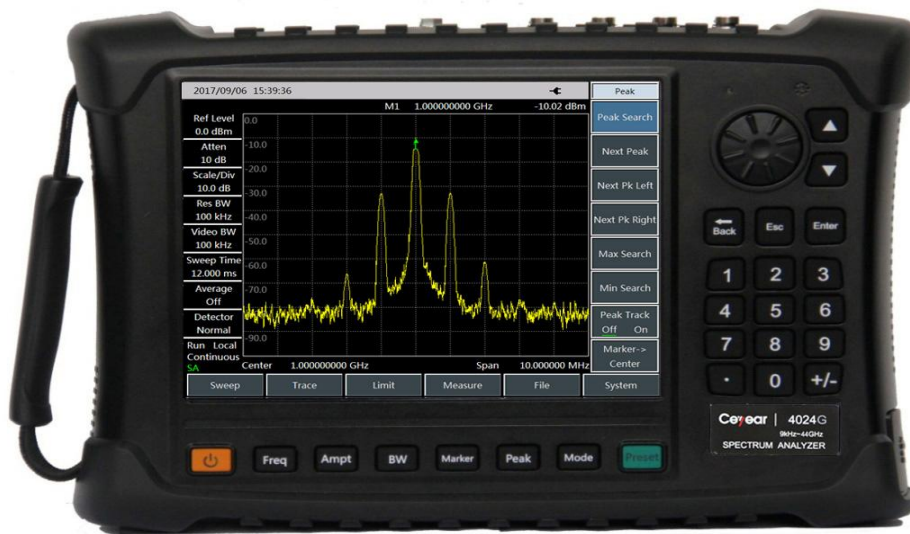 2017/09/06 15:39:36
Peak
M1 1.000000000 GHz -10.02 dBm
Ref Level
0.0 dBm
Atten
10 dB
Scale/Div
10.0 dB
Res BW
100 kHz
Video BW
100 kHz
Sweep Time
12.000 ms
Average
Off
Detector
Normal
Run Local
Continuous
SA
0.0
-10.0
-20.0
-30.0
-40.0
-50.0
-60.0
-70.0
-80.0
-90.0
Center 1.000000000 GHz Span 10.000000 MHz
Peak Search
Next Peak
Next Pk Left
Next Pk Right
Max Search
Min Search
Peak Track
Off On
Marker->
Center
Sweep Trace Limit Measure File System
Back Esc Enter
1 2 3
4 5 6
7 8 9
. 0 +/-
Ceyear | 4024G
9kHz~44GHz
SPECTRUM ANALYZER
Freq Ampt BW Marker Peak Mode Preset